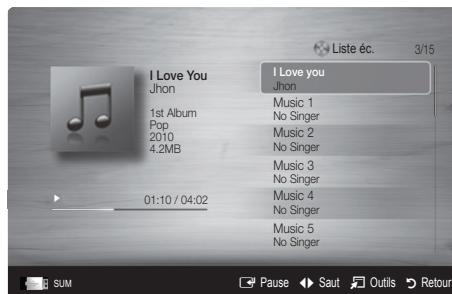 Liste éc. 3/15
I Love You
Jhon
1st Album
Pop
2010
4.2MB
01:10 / 04:02
I Love you
Jhon
Music 1
No Singer
Music 2
No Singer
Music 3
No Singer
Music 4
No Singer
Music 5
No Singer
SUM Pause Saut Outils Retour